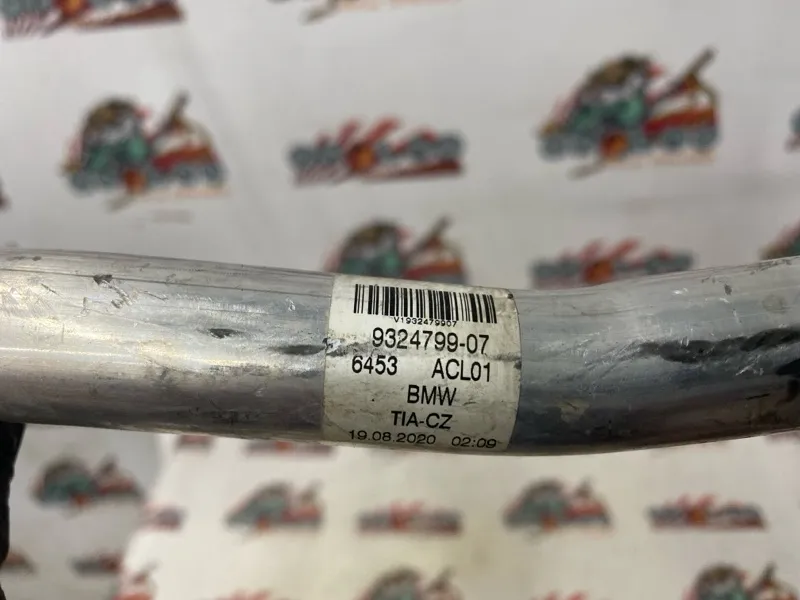 V1932479907
9324799-07
6453 ACL01
BMW
TIA-CZ
19.08.2020 02:09